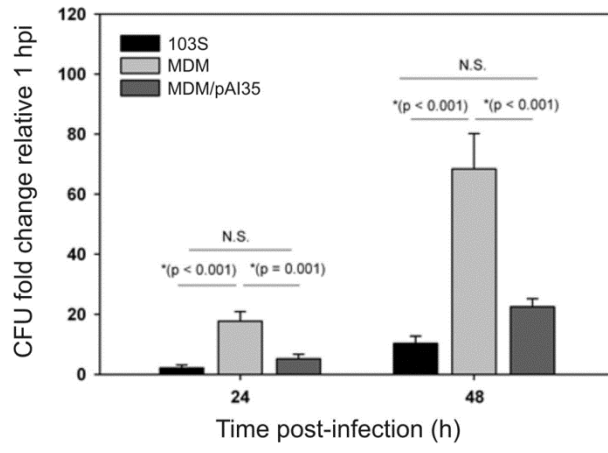 CFU fold change relative 1 hpi
120
100
80
60
40
20
0
103S
MDM
MDM/pAI35
N.S.
*(p < 0.001) *(p = 0.001)
N.S.
*(p < 0.001) *(p < 0.001)
24 48
Time post-infection (h)